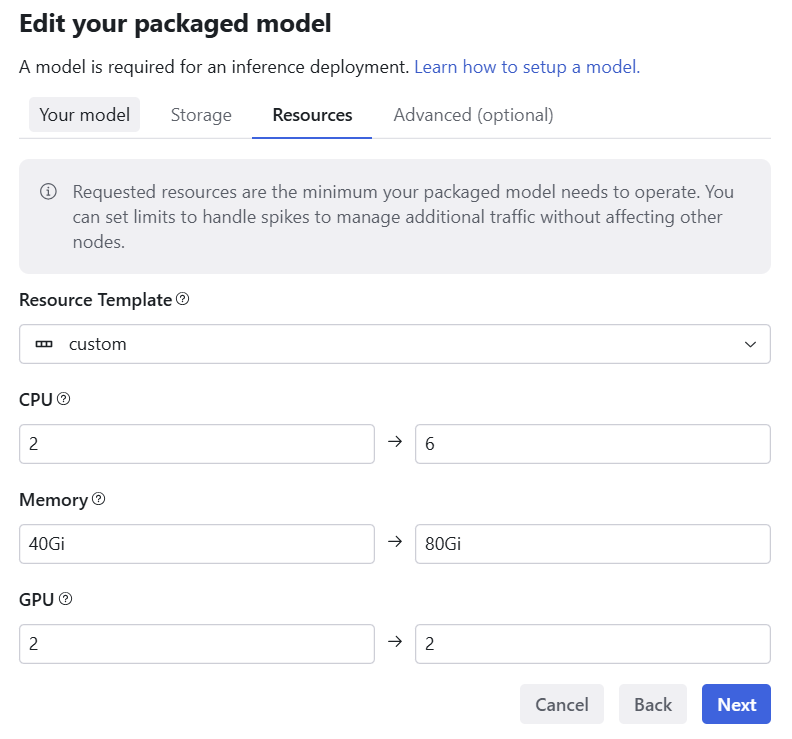 Edit your packaged model
A model is required for an inference deployment. Learn how to setup a model.
Your model Storage Resources Advanced (optional)
Requested resources are the minimum your packaged model needs to operate. You
can set limits to handle spikes to manage additional traffic without affecting other
nodes.
Resource Template
custom
CPU
2 → 6
Memory
40Gi → 80Gi
GPU
2 → 2
Cancel Back Next